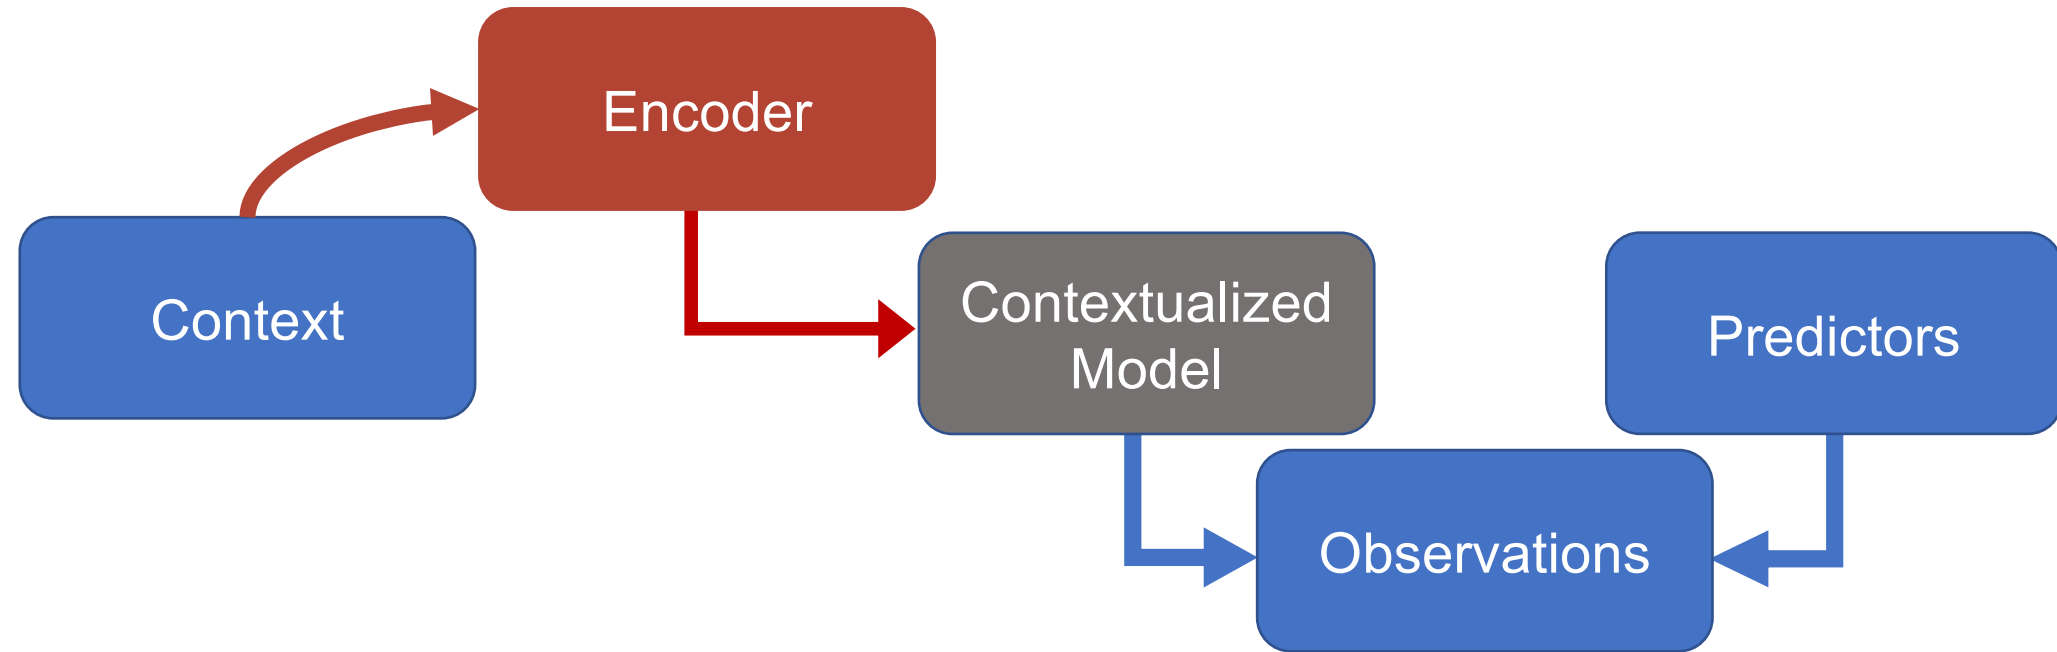 Encoder
Context
Contextualized
Model
Predictors
Observations